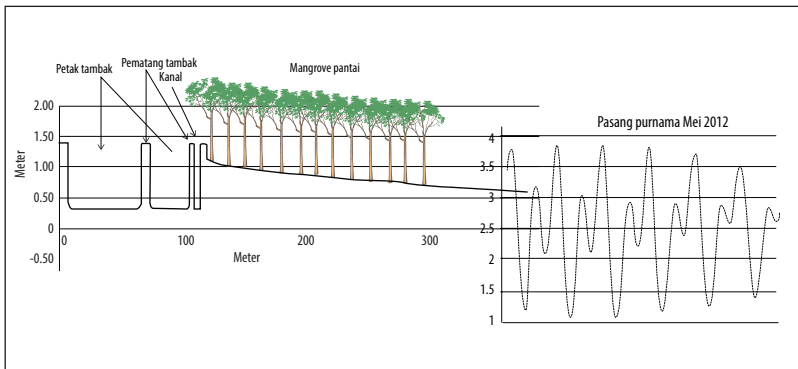 Petak tambak
Pematang tambak
Kanal
Mangrove pantai
2.00
1.50
1.00
0.50
0
-0.50
Meter
0
100
200
300
Meter
Pasang purnama Mei 2012
4
3.5
3
2.5
2
1.5
1